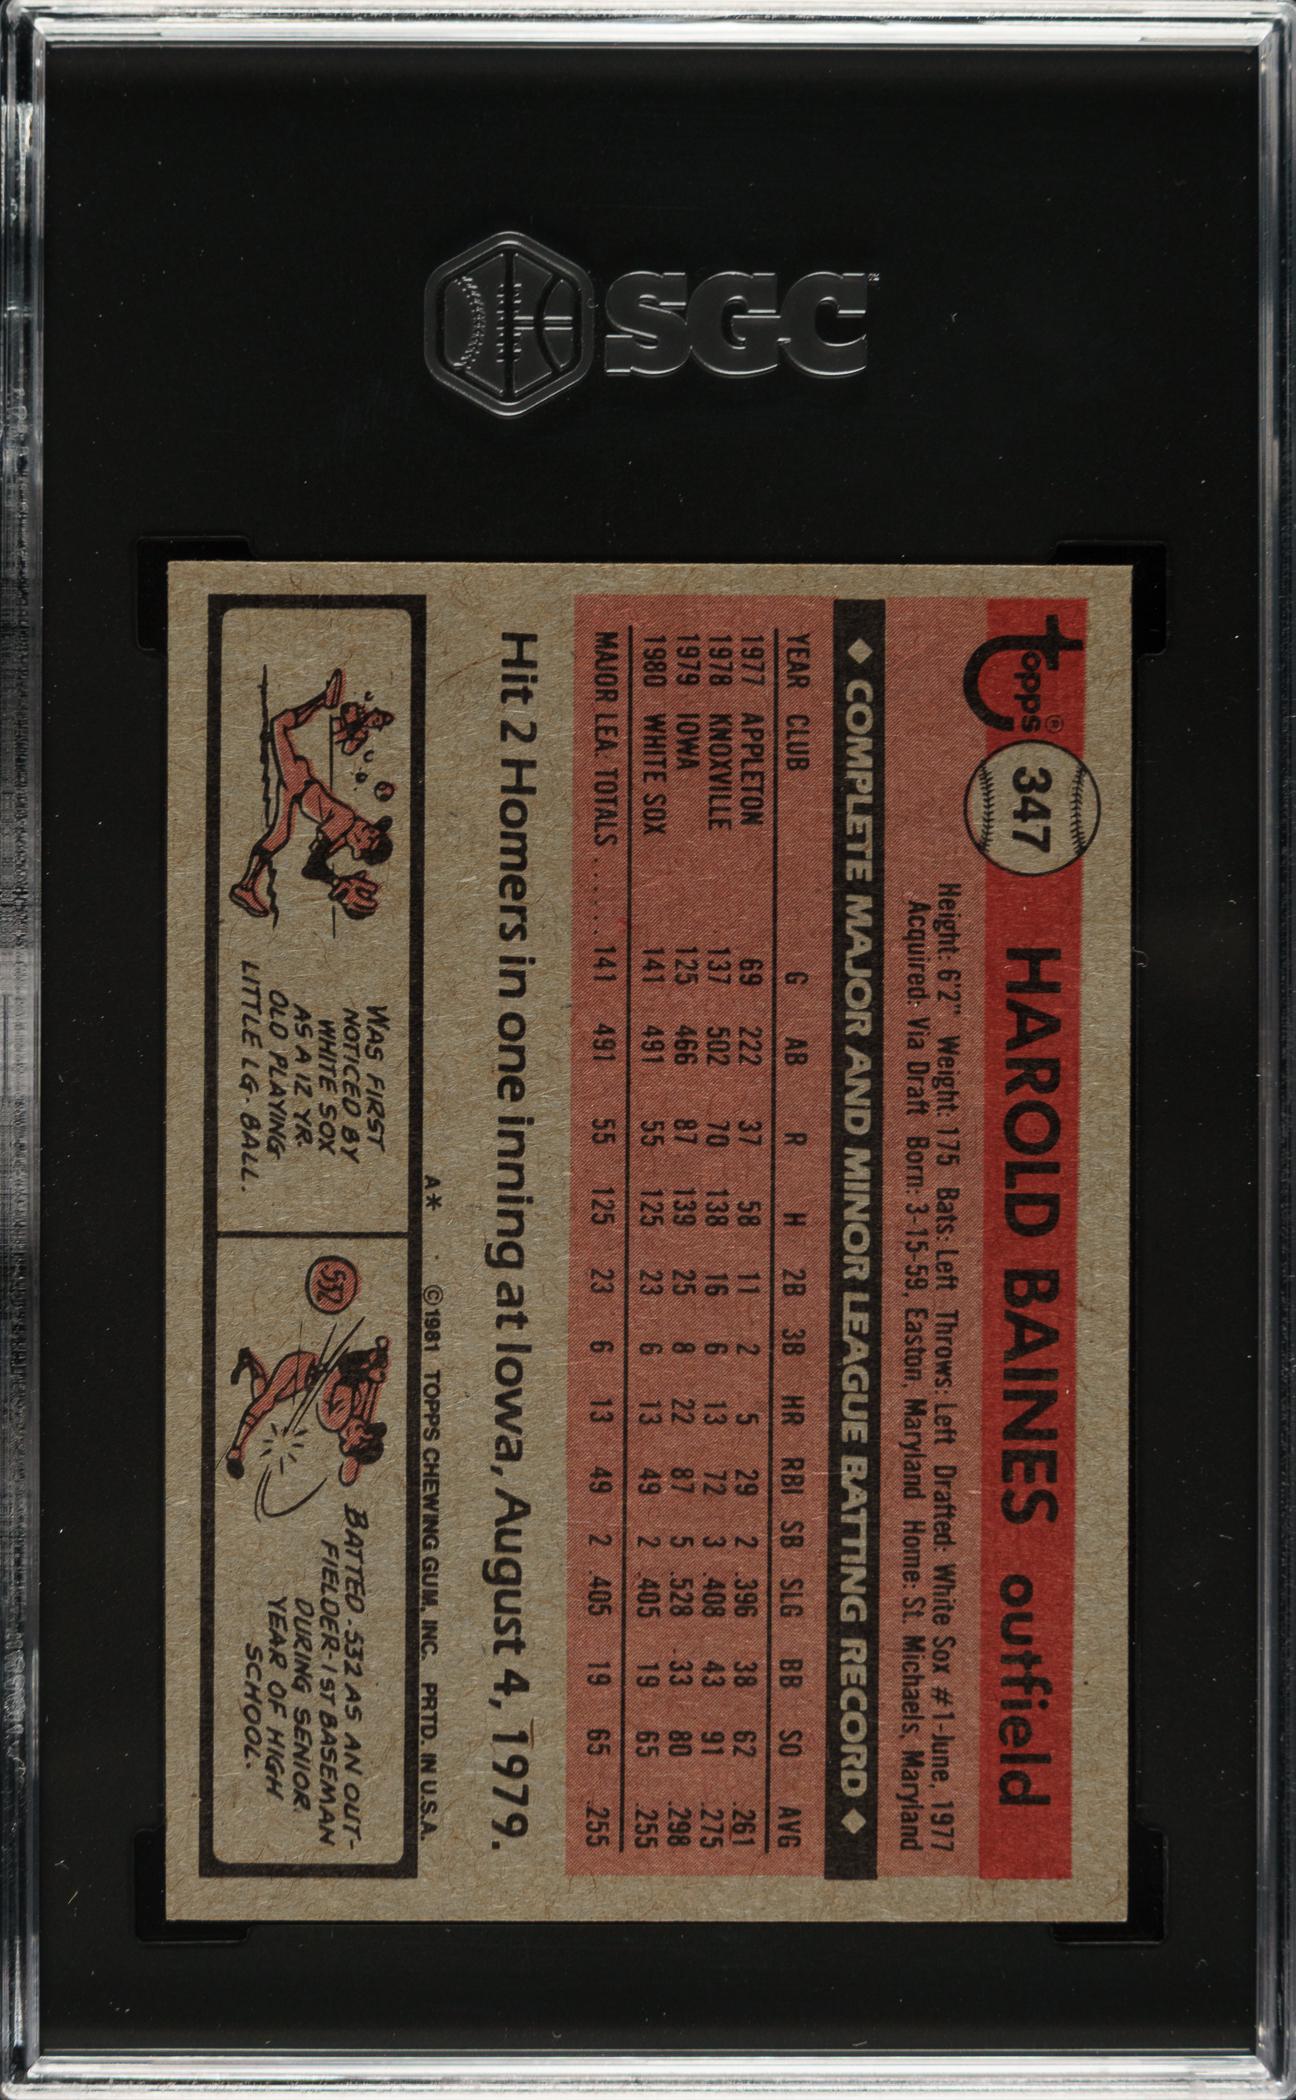 SGC
topps® 347 HAROLD BAINES outfield
Height: 6'2" Weight: 175 Bats: Left Throws: Left Drafted: White Sox #1-June, 1977
Acquired: Via Draft Born: 3-15-59, Easton, Maryland Home: St. Michaels, Maryland
◆ COMPLETE MAJOR AND MINOR LEAGUE BATTING RECORD ◆
YEAR CLUB G AB R H 2B 3B HR RBI SB SLG BB SO AVG
1977 APPLETON 69 222 37 58 11 2 5 29 2 .396 38 62 .261
1978 KNOXVILLE 137 502 70 138 16 6 13 72 3 .408 43 91 .275
1979 IOWA 125 466 87 139 25 8 22 87 5 .528 33 80 .298
1980 WHITE SOX 141 491 55 125 23 6 13 49 2 .405 19 65 .255
MAJOR LEA. TOTALS ...... 141 491 55 125 23 6 13 49 2 .405 19 65 .255
Hit 2 Homers in one inning at Iowa, August 4, 1979.
A* ©1981 TOPPS CHEWING GUM, INC. PRTD. IN U.S.A.
WAS FIRST
NOTICED BY
WHITE SOX
AS A 12 YR.
OLD PLAYING
LITTLE LG. BALL.
.532
BATTED .532 AS AN OUT-
FIELDER-1ST BASEMAN
DURING SENIOR
YEAR OF HIGH
SCHOOL.